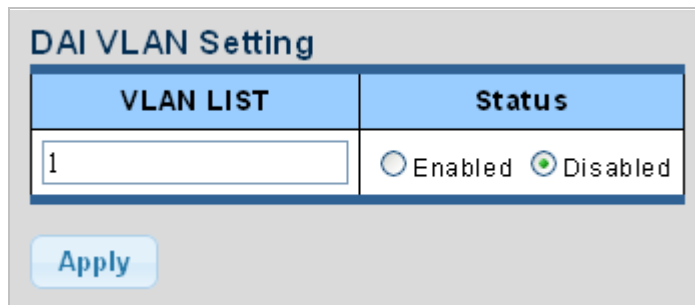 DAI VLAN Setting
VLAN LIST Status
1 Enabled Disabled
Apply